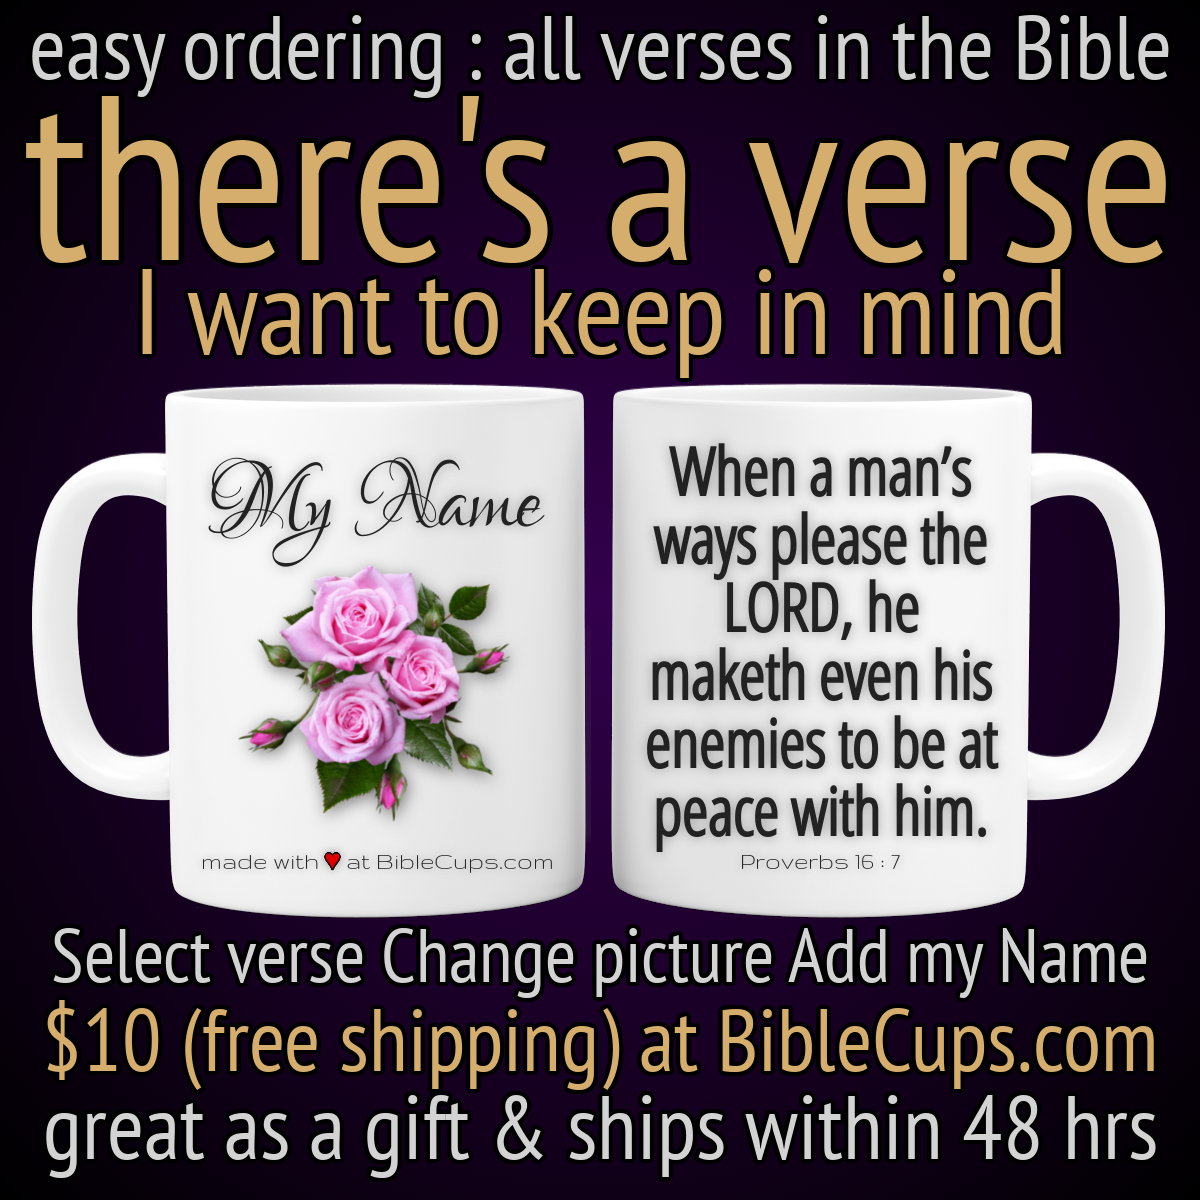 easy ordering : all verses in the Bible
there's a verse
I want to keep in mind
My Name
made with ♥ at BibleCups.com
When a man’s
ways please the
LORD, he
maketh even his
enemies to be at
peace with him.
Proverbs 16 : 7
Select verse Change picture Add my Name
$10 (free shipping) at BibleCups.com
great as a gift & ships within 48 hrs